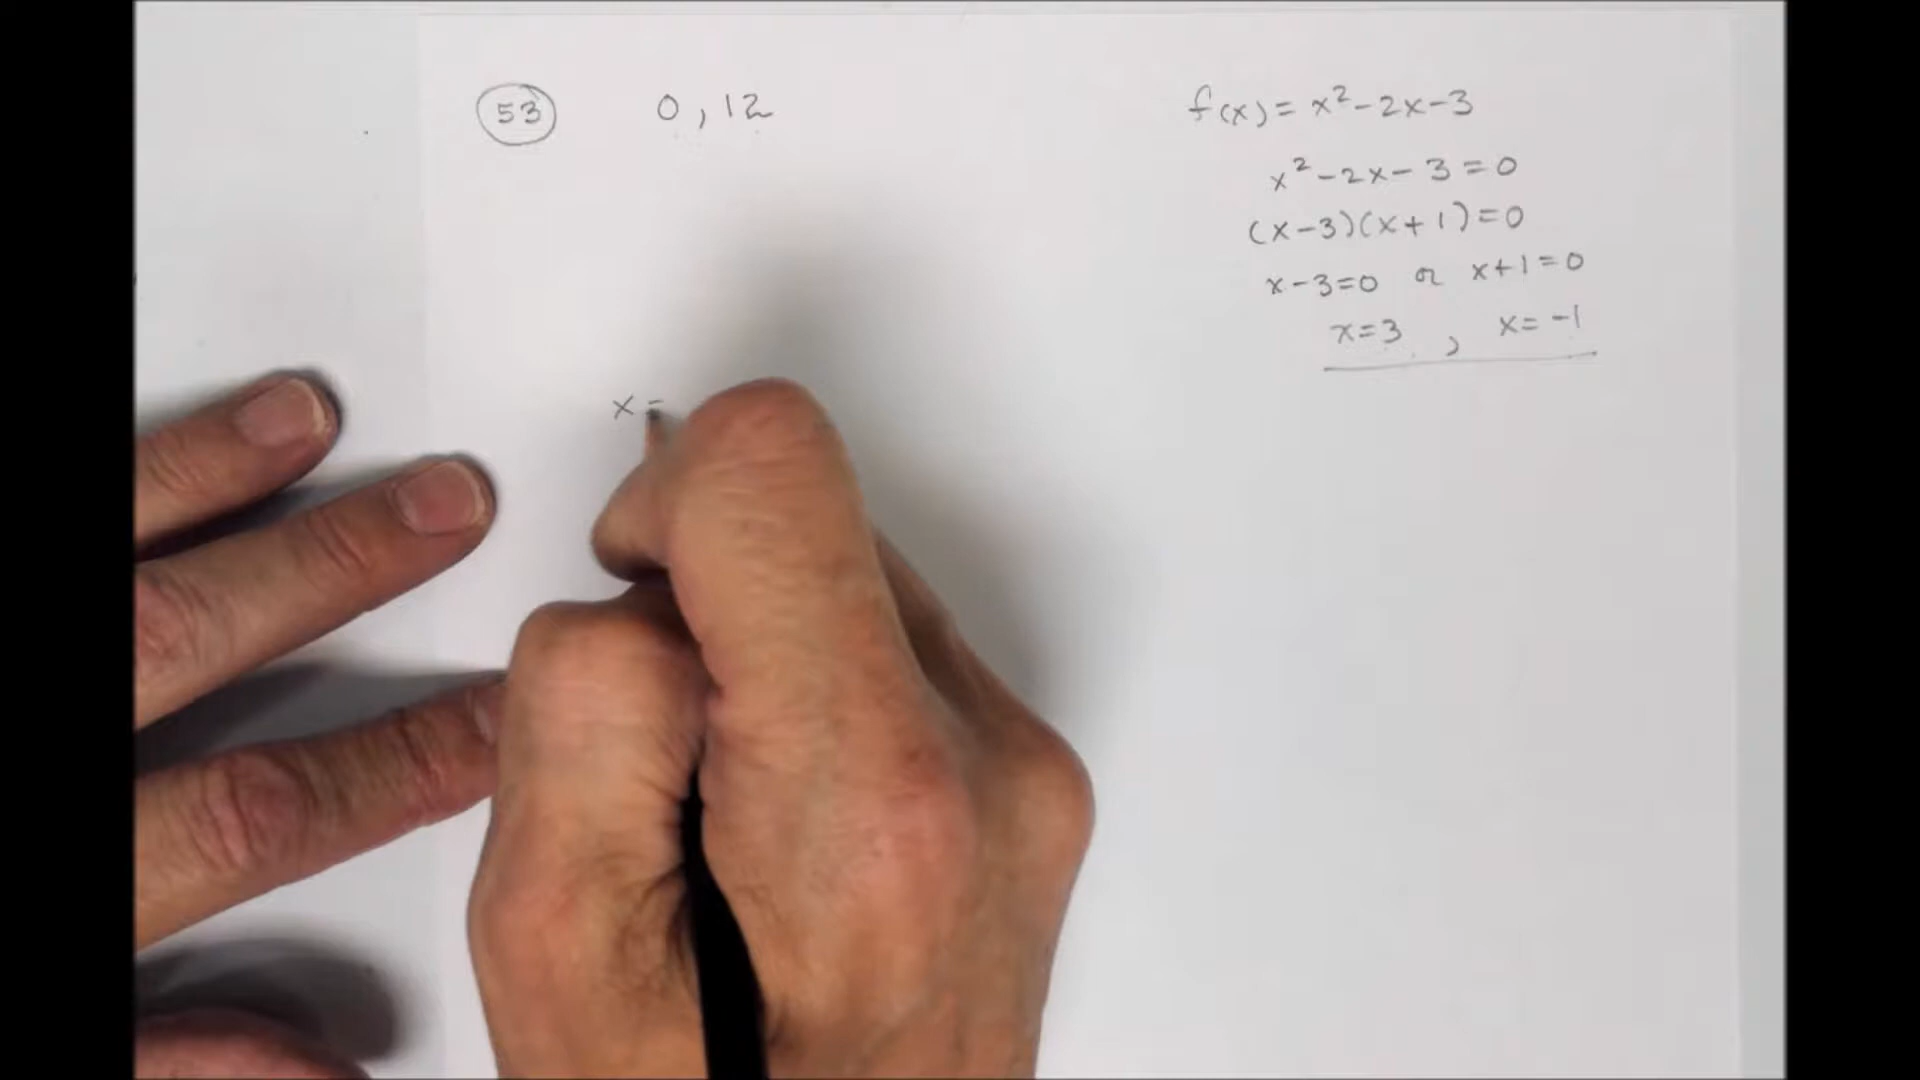 53 0, 12
f(x) = x² - 2x - 3
x² - 2x - 3 = 0
(x - 3)(x + 1) = 0
x - 3 = 0 or x + 1 = 0
x = 3 , x = -1
x =